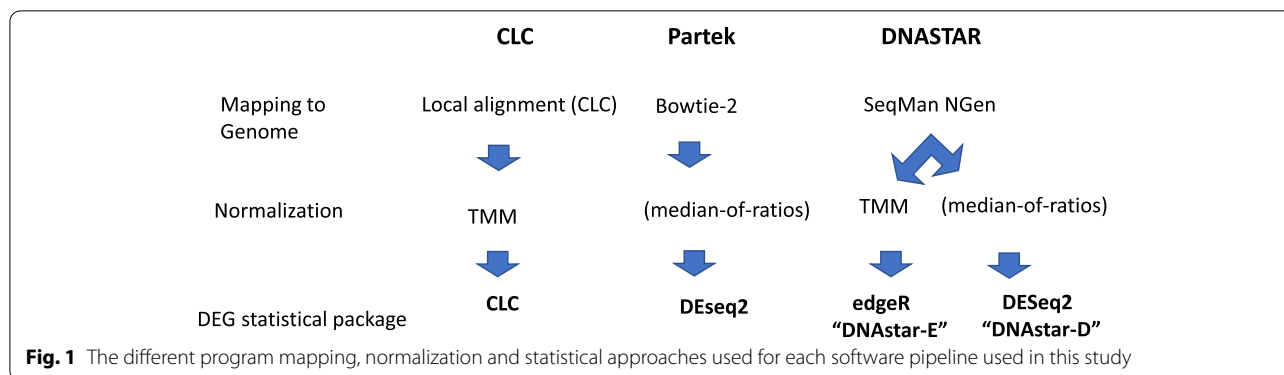 CLC Partek DNASTAR
Mapping to Genome
Local alignment (CLC) Bowtie-2 SeqMan NGen
Normalization TMM (median-of-ratios) TMM (median-of-ratios)
DEG statistical package
CLC DEseq2
edgeR
"DNAstar-E"
DESeq2
"DNAstar-D"
Fig. 1 The different program mapping, normalization and statistical approaches used for each software pipeline used in this study